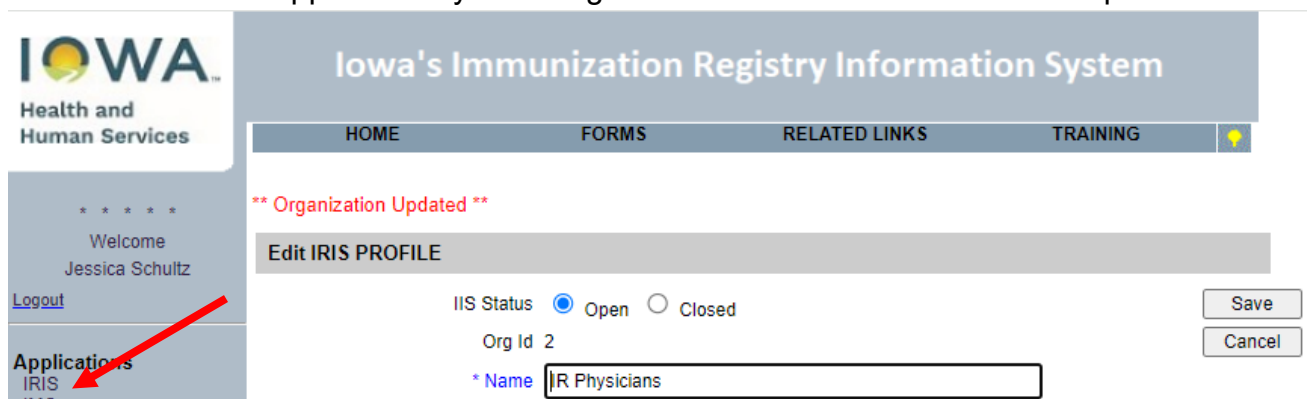 IOWA
Health and
Human Services
Iowa's Immunization Registry Information System
HOME FORMS RELATED LINKS TRAINING
* * * * *
Welcome
Jessica Schultz
Logout
** Organization Updated **
Edit IRIS PROFILE
IIS Status Open Closed
Save
Org Id 2
Cancel
* Name IR Physicians
Applications
IRIS